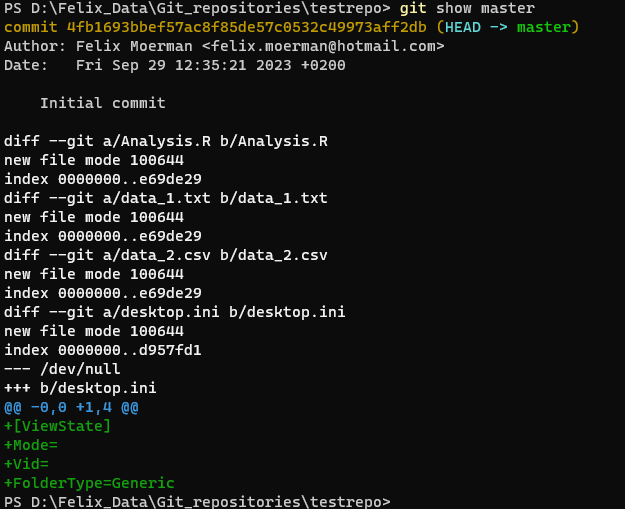 PS D:\Felix_Data\Git_repositories\testrepo> git show master
commit 4fb1693bbef57ac8f85de57c0532c49973aff2db (HEAD -> master)
Author: Felix Moerman <felix.moerman@hotmail.com>
Date:   Fri Sep 29 12:35:21 2023 +0200

    Initial commit

diff --git a/Analysis.R b/Analysis.R
new file mode 100644
index 0000000..e69de29
diff --git a/data_1.txt b/data_1.txt
new file mode 100644
index 0000000..e69de29
diff --git a/data_2.csv b/data_2.csv
new file mode 100644
index 0000000..e69de29
diff --git a/desktop.ini b/desktop.ini
new file mode 100644
index 0000000..d957fd1
--- /dev/null
+++ b/desktop.ini
@@ -0,0 +1,4 @@
+[ViewState]
+Mode=
+Vid=
+FolderType=Generic
PS D:\Felix_Data\Git_repositories\testrepo>